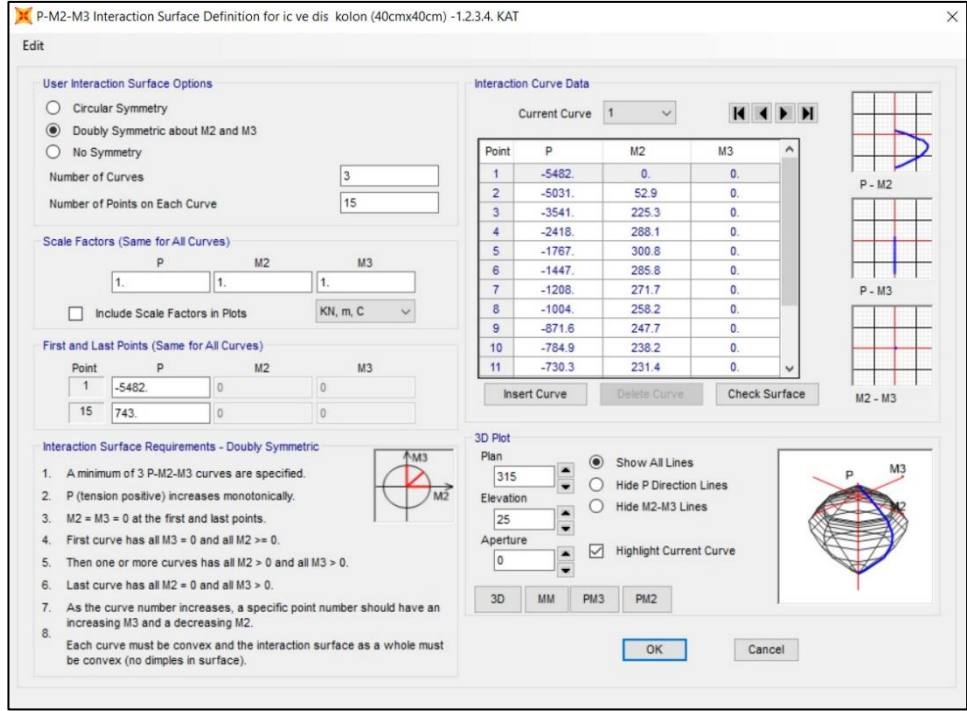 P-M2-M3 Interaction Surface Definition for ic ve dis kolon (40cmx40cm) -1.2.3.4. KAT
Edit
User Interaction Surface Options
Circular Symmetry
Doubly Symmetric about M2 and M3
No Symmetry
Number of Curves 3
Number of Points on Each Curve 15
Scale Factors (Same for All Curves)
P M2 M3
1. 1. 1.
Include Scale Factors in Plots KN, m, C
First and Last Points (Same for All Curves)
Point P M2 M3
1 -5482. 0 0
15 743. 0 0
Interaction Surface Requirements - Doubly Symmetric
M3
M2
1. A minimum of 3 P-M2-M3 curves are specified.
2. P (tension positive) increases monotonically.
3. M2 = M3 = 0 at the first and last points.
4. First curve has all M3 = 0 and all M2 >= 0.
5. Then one or more curves has all M2 > 0 and all M3 > 0.
6. Last curve has all M2 = 0 and all M3 > 0.
7. As the curve number increases, a specific point number should have an
increasing M3 and a decreasing M2.
8.
Each curve must be convex and the interaction surface as a whole must
be convex (no dimples in surface).
Interaction Curve Data
Current Curve 1
Point P M2 M3
1 -5482. 0. 0.
2 -5031. 52.9 0.
3 -3541. 225.3 0.
4 -2418. 288.1 0.
5 -1767. 300.8 0.
6 -1447. 285.8 0.
7 -1208. 271.7 0.
8 -1004. 258.2 0.
9 -871.6 247.7 0.
10 -784.9 238.2 0.
11 -730.3 231.4 0.
Insert Curve Delete Curve Check Surface
P - M2
P - M3
M2 - M3
3D Plot
Plan
315
Elevation
25
Aperture
0
Show All Lines
Hide P Direction Lines
Hide M2-M3 Lines
Highlight Current Curve
3D MM PM3 PM2
P M3
M2
OK Cancel